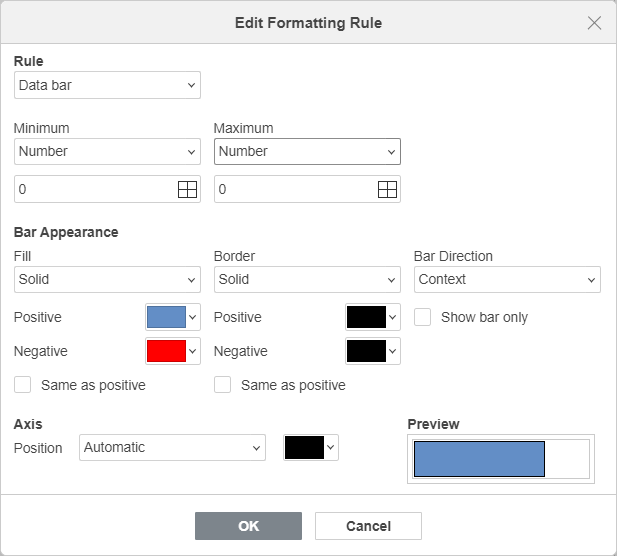 Edit Formatting Rule
Rule
Data bar
Minimum Maximum
Number Number
0 0
Bar Appearance
Fill Border Bar Direction
Solid Solid Context
Positive Positive Show bar only
Negative Negative
Same as positive Same as positive
Axis Preview
Position Automatic
OK Cancel